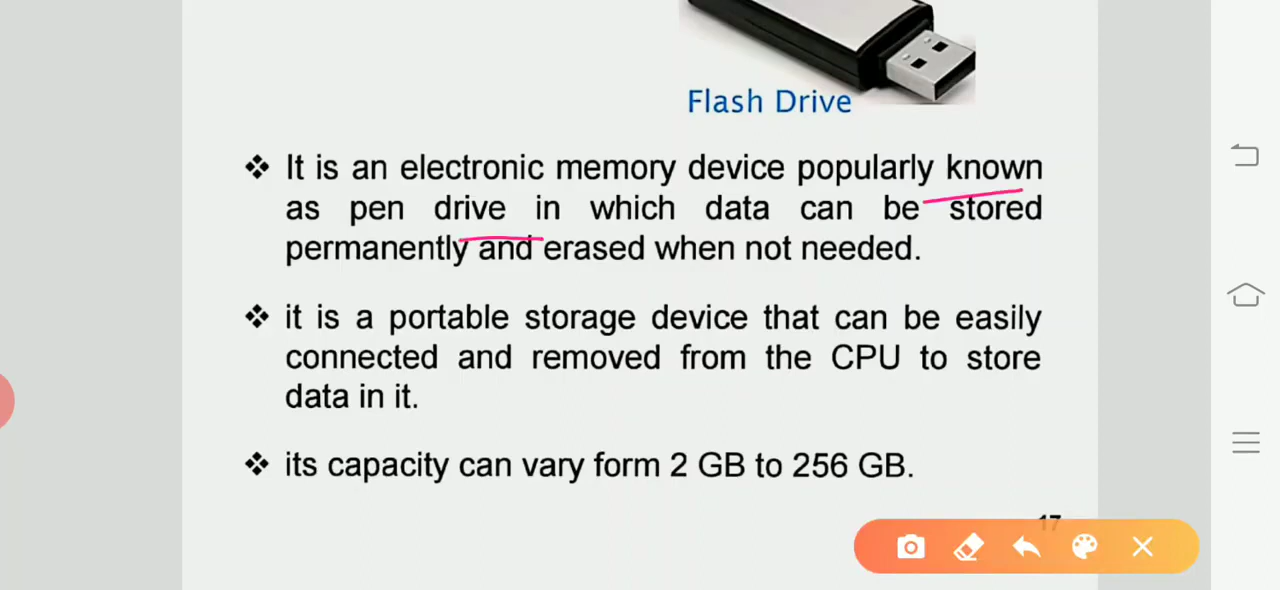 Flash Drive
❖ It is an electronic memory device popularly known
as pen drive in which data can be stored
permanently and erased when not needed.
❖ it is a portable storage device that can be easily
connected and removed from the CPU to store
data in it.
❖ its capacity can vary form 2 GB to 256 GB.
17